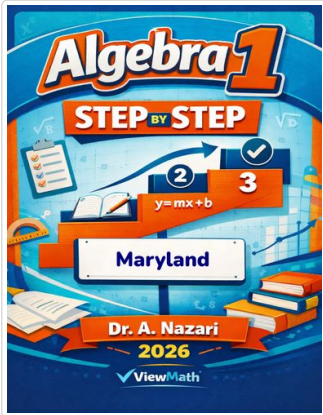 Algebra 1
STEP BY STEP
2
3
y=mx+b
Maryland
Dr. A. Nazari
2026
ViewMath